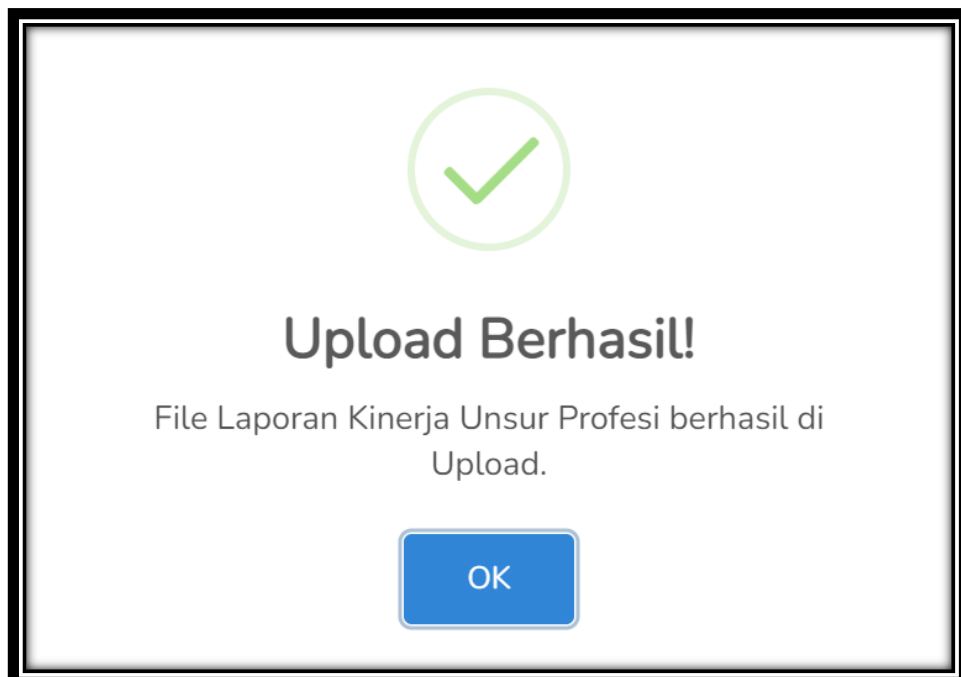 Upload Berhasil!
File Laporan Kinerja Unsur Profesi berhasil di
Upload.
OK